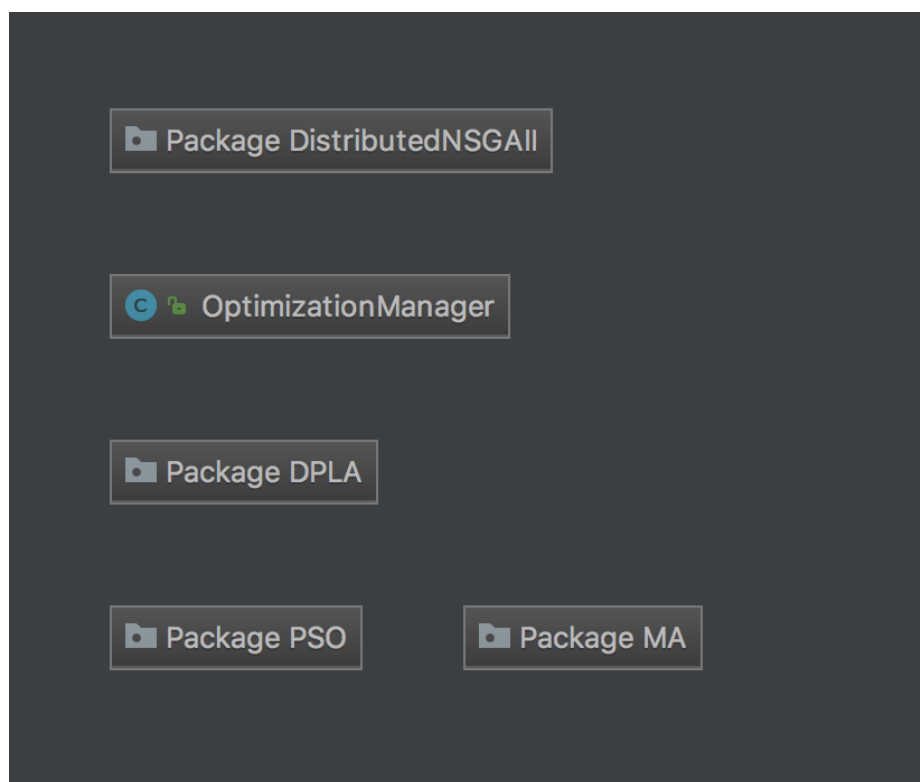 Package DistributedNSGAII
C OptimizationManager
Package DPLA
Package PSO
Package MA